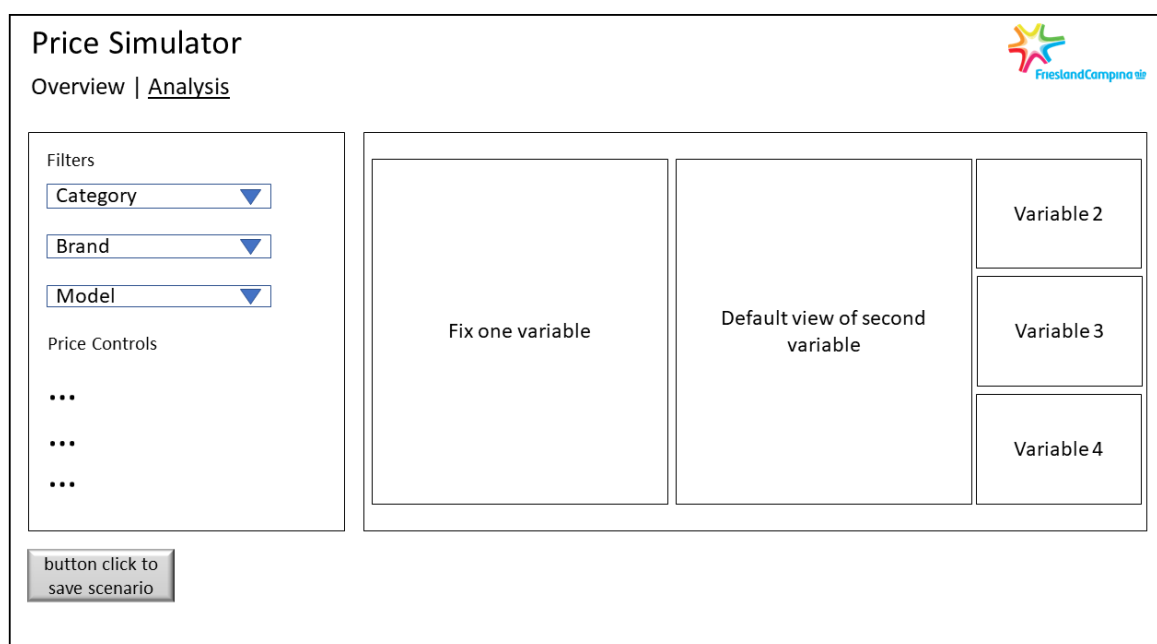 Price Simulator
FrieslandCampina
Overview | Analysis
Filters
Category
Brand
Model
Price Controls
...
...
...
button click to
save scenario
Fix one variable
Default view of second
variable
Variable 2
Variable 3
Variable 4